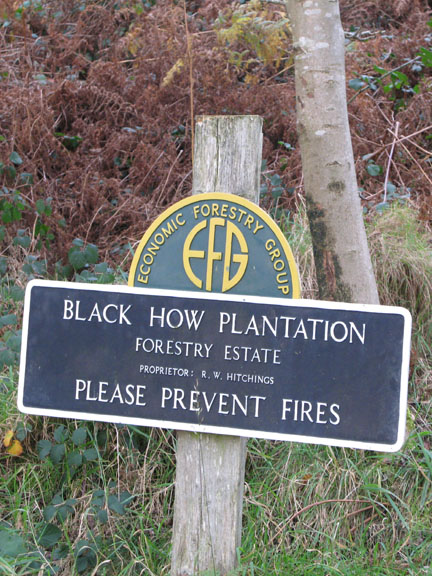 ECONOMIC FORESTRY GROUP
EFG
BLACK HOW PLANTATION
FORESTRY ESTATE
PROPRIETOR: R. W. HITCHINGS
PLEASE PREVENT FIRES